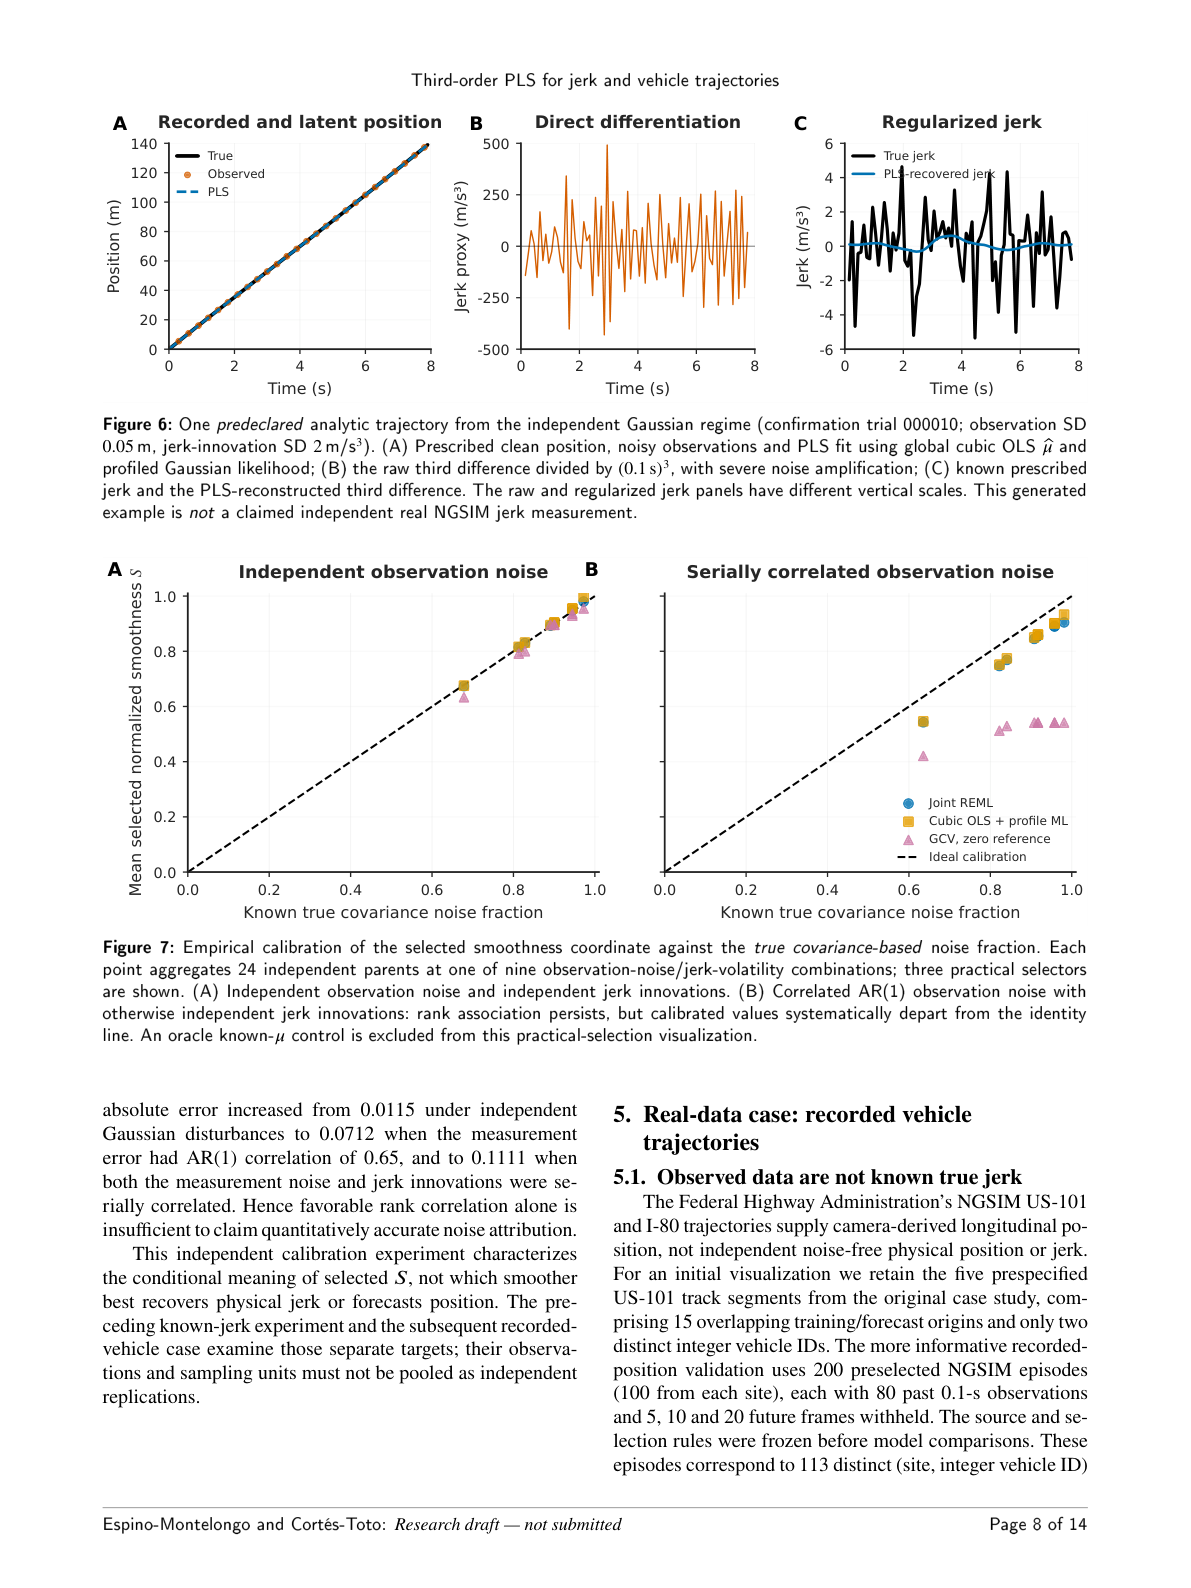 Third-order PLS for jerk and vehicle trajectories
A Recorded and latent position
140
120
100
80
60
40
20
0
0 2 4 6 8
Position (m)
Time (s)
True
Observed
PLS
B Direct differentiation
500
250
0
-250
-500
0 2 4 6 8
Jerk proxy (m/s³)
Time (s)
C Regularized jerk
6
4
2
0
-2
-4
-6
0 2 4 6 8
Jerk (m/s³)
Time (s)
True jerk
PLS-recovered jerk
Figure 6: One predeclared analytic trajectory from the independent Gaussian regime (confirmation trial 000010; observation SD
0.05 m, jerk-innovation SD 2 m/s³). (A) Prescribed clean position, noisy observations and PLS fit using global cubic OLS μ̂ and
profiled Gaussian likelihood; (B) the raw third difference divided by (0.1 s)³, with severe noise amplification; (C) known prescribed
jerk and the PLS-reconstructed third difference. The raw and regularized jerk panels have different vertical scales. This generated
example is not a claimed independent real NGSIM jerk measurement.
A Independent observation noise
Mean selected normalized smoothness S
1.0
0.8
0.6
0.4
0.2
0.0
0.0 0.2 0.4 0.6 0.8 1.0
Known true covariance noise fraction
B Serially correlated observation noise
Joint REML
Cubic OLS + profile ML
GCV, zero reference
Ideal calibration
0.0 0.2 0.4 0.6 0.8 1.0
Known true covariance noise fraction
Figure 7: Empirical calibration of the selected smoothness coordinate against the true covariance-based noise fraction. Each
point aggregates 24 independent parents at one of nine observation-noise/jerk-volatility combinations; three practical selectors
are shown. (A) Independent observation noise and independent jerk innovations. (B) Correlated AR(1) observation noise with
otherwise independent jerk innovations: rank association persists, but calibrated values systematically depart from the identity
line. An oracle known-μ control is excluded from this practical-selection visualization.
absolute error increased from 0.0115 under independent
Gaussian disturbances to 0.0712 when the measurement
error had AR(1) correlation of 0.65, and to 0.1111 when
both the measurement noise and jerk innovations were se-
rially correlated. Hence favorable rank correlation alone is
insufficient to claim quantitatively accurate noise attribution.
This independent calibration experiment characterizes
the conditional meaning of selected S, not which smoother
best recovers physical jerk or forecasts position. The pre-
ceding known-jerk experiment and the subsequent recorded-
vehicle case examine those separate targets; their observa-
tions and sampling units must not be pooled as independent
replications.
5. Real-data case: recorded vehicle
trajectories
5.1. Observed data are not known true jerk
The Federal Highway Administration's NGSIM US-101
and I-80 trajectories supply camera-derived longitudinal po-
sition, not independent noise-free physical position or jerk.
For an initial visualization we retain the five prespecified
US-101 track segments from the original case study, com-
prising 15 overlapping training/forecast origins and only two
distinct integer vehicle IDs. The more informative recorded-
position validation uses 200 preselected NGSIM episodes
(100 from each site), each with 80 past 0.1-s observations
and 5, 10 and 20 future frames withheld. The source and se-
lection rules were frozen before model comparisons. These
episodes correspond to 113 distinct (site, integer vehicle ID)
Espino-Montelongo and Cortés-Toto: Research draft — not submitted
Page 8 of 14